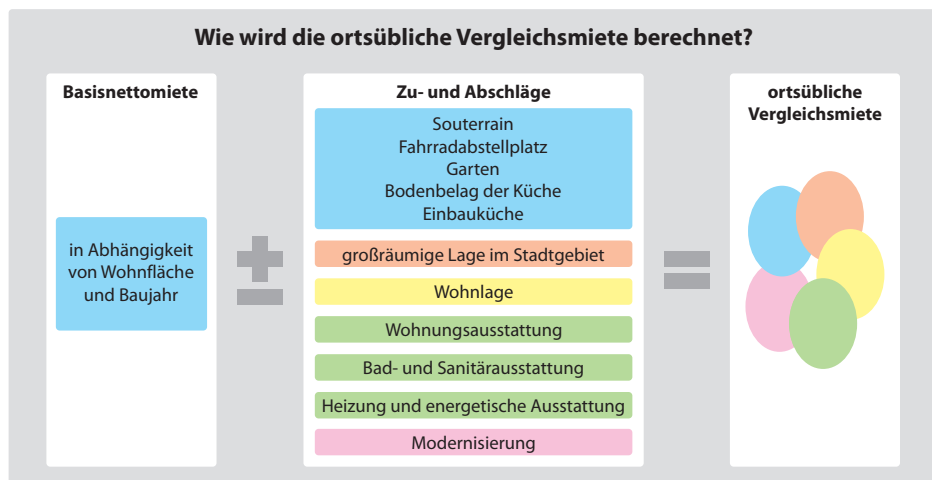 Wie wird die ortsübliche Vergleichsmiete berechnet?
Basisnettomiete
in Abhängigkeit
von Wohnfläche
und Baujahr
Zu- und Abschläge
Souterrain
Fahrradabstellplatz
Garten
Bodenbelag der Küche
Einbauküche
großräumige Lage im Stadtgebiet
Wohnlage
Wohnungsausstattung
Bad- und Sanitärausstattung
Heizung und energetische Ausstattung
Modernisierung
ortsübliche
Vergleichsmiete